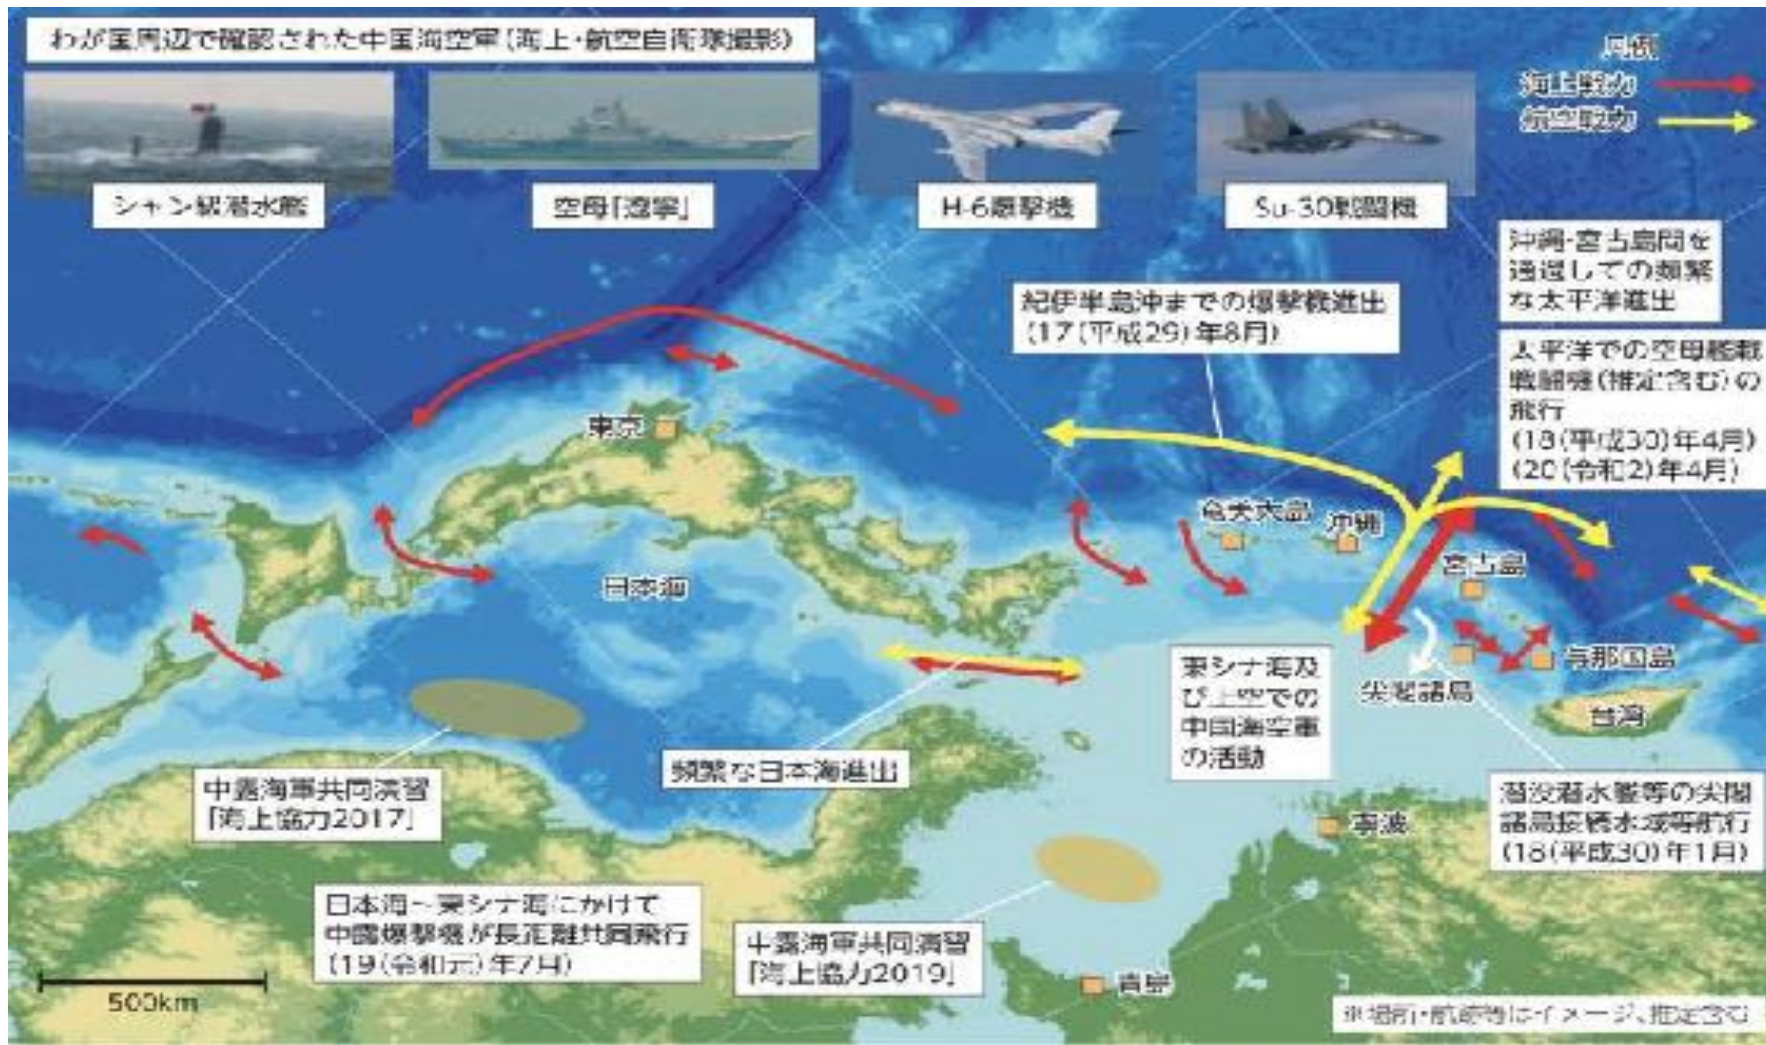 わが国周辺で確認された中国海空軍(海上・航空自衛隊撮影)
凡例
海上戦力
航空戦力
シャン級潜水艦
空母「遼寧」
H-6爆撃機
Su-30戦闘機
沖縄・宮古島間を
通過しての頻繁
な太平洋進出
紀伊半島沖までの爆撃機進出
(17(平成29)年8月)
太平洋での空母艦載
戦闘機(推定含む)の
飛行
(18(平成30)年4月)
(20(令和2)年4月)
東京
奄美大島
沖縄
宮古島
日本海
与那国島
尖閣諸島
台湾
東シナ海及
び上空での
中国海空軍
の活動
頻繁な日本海進出
中露海軍共同演習
「海上協力2017」
潜没潜水艦等の尖閣
諸島接続水域等航行
(18(平成30)年1月)
寧波
日本海~東シナ海にかけて
中露爆撃機が長距離共同飛行
(19(令和元)年7月)
中露海軍共同演習
「海上協力2019」
青島
500km
※場所・航跡等はイメージ、推定含む